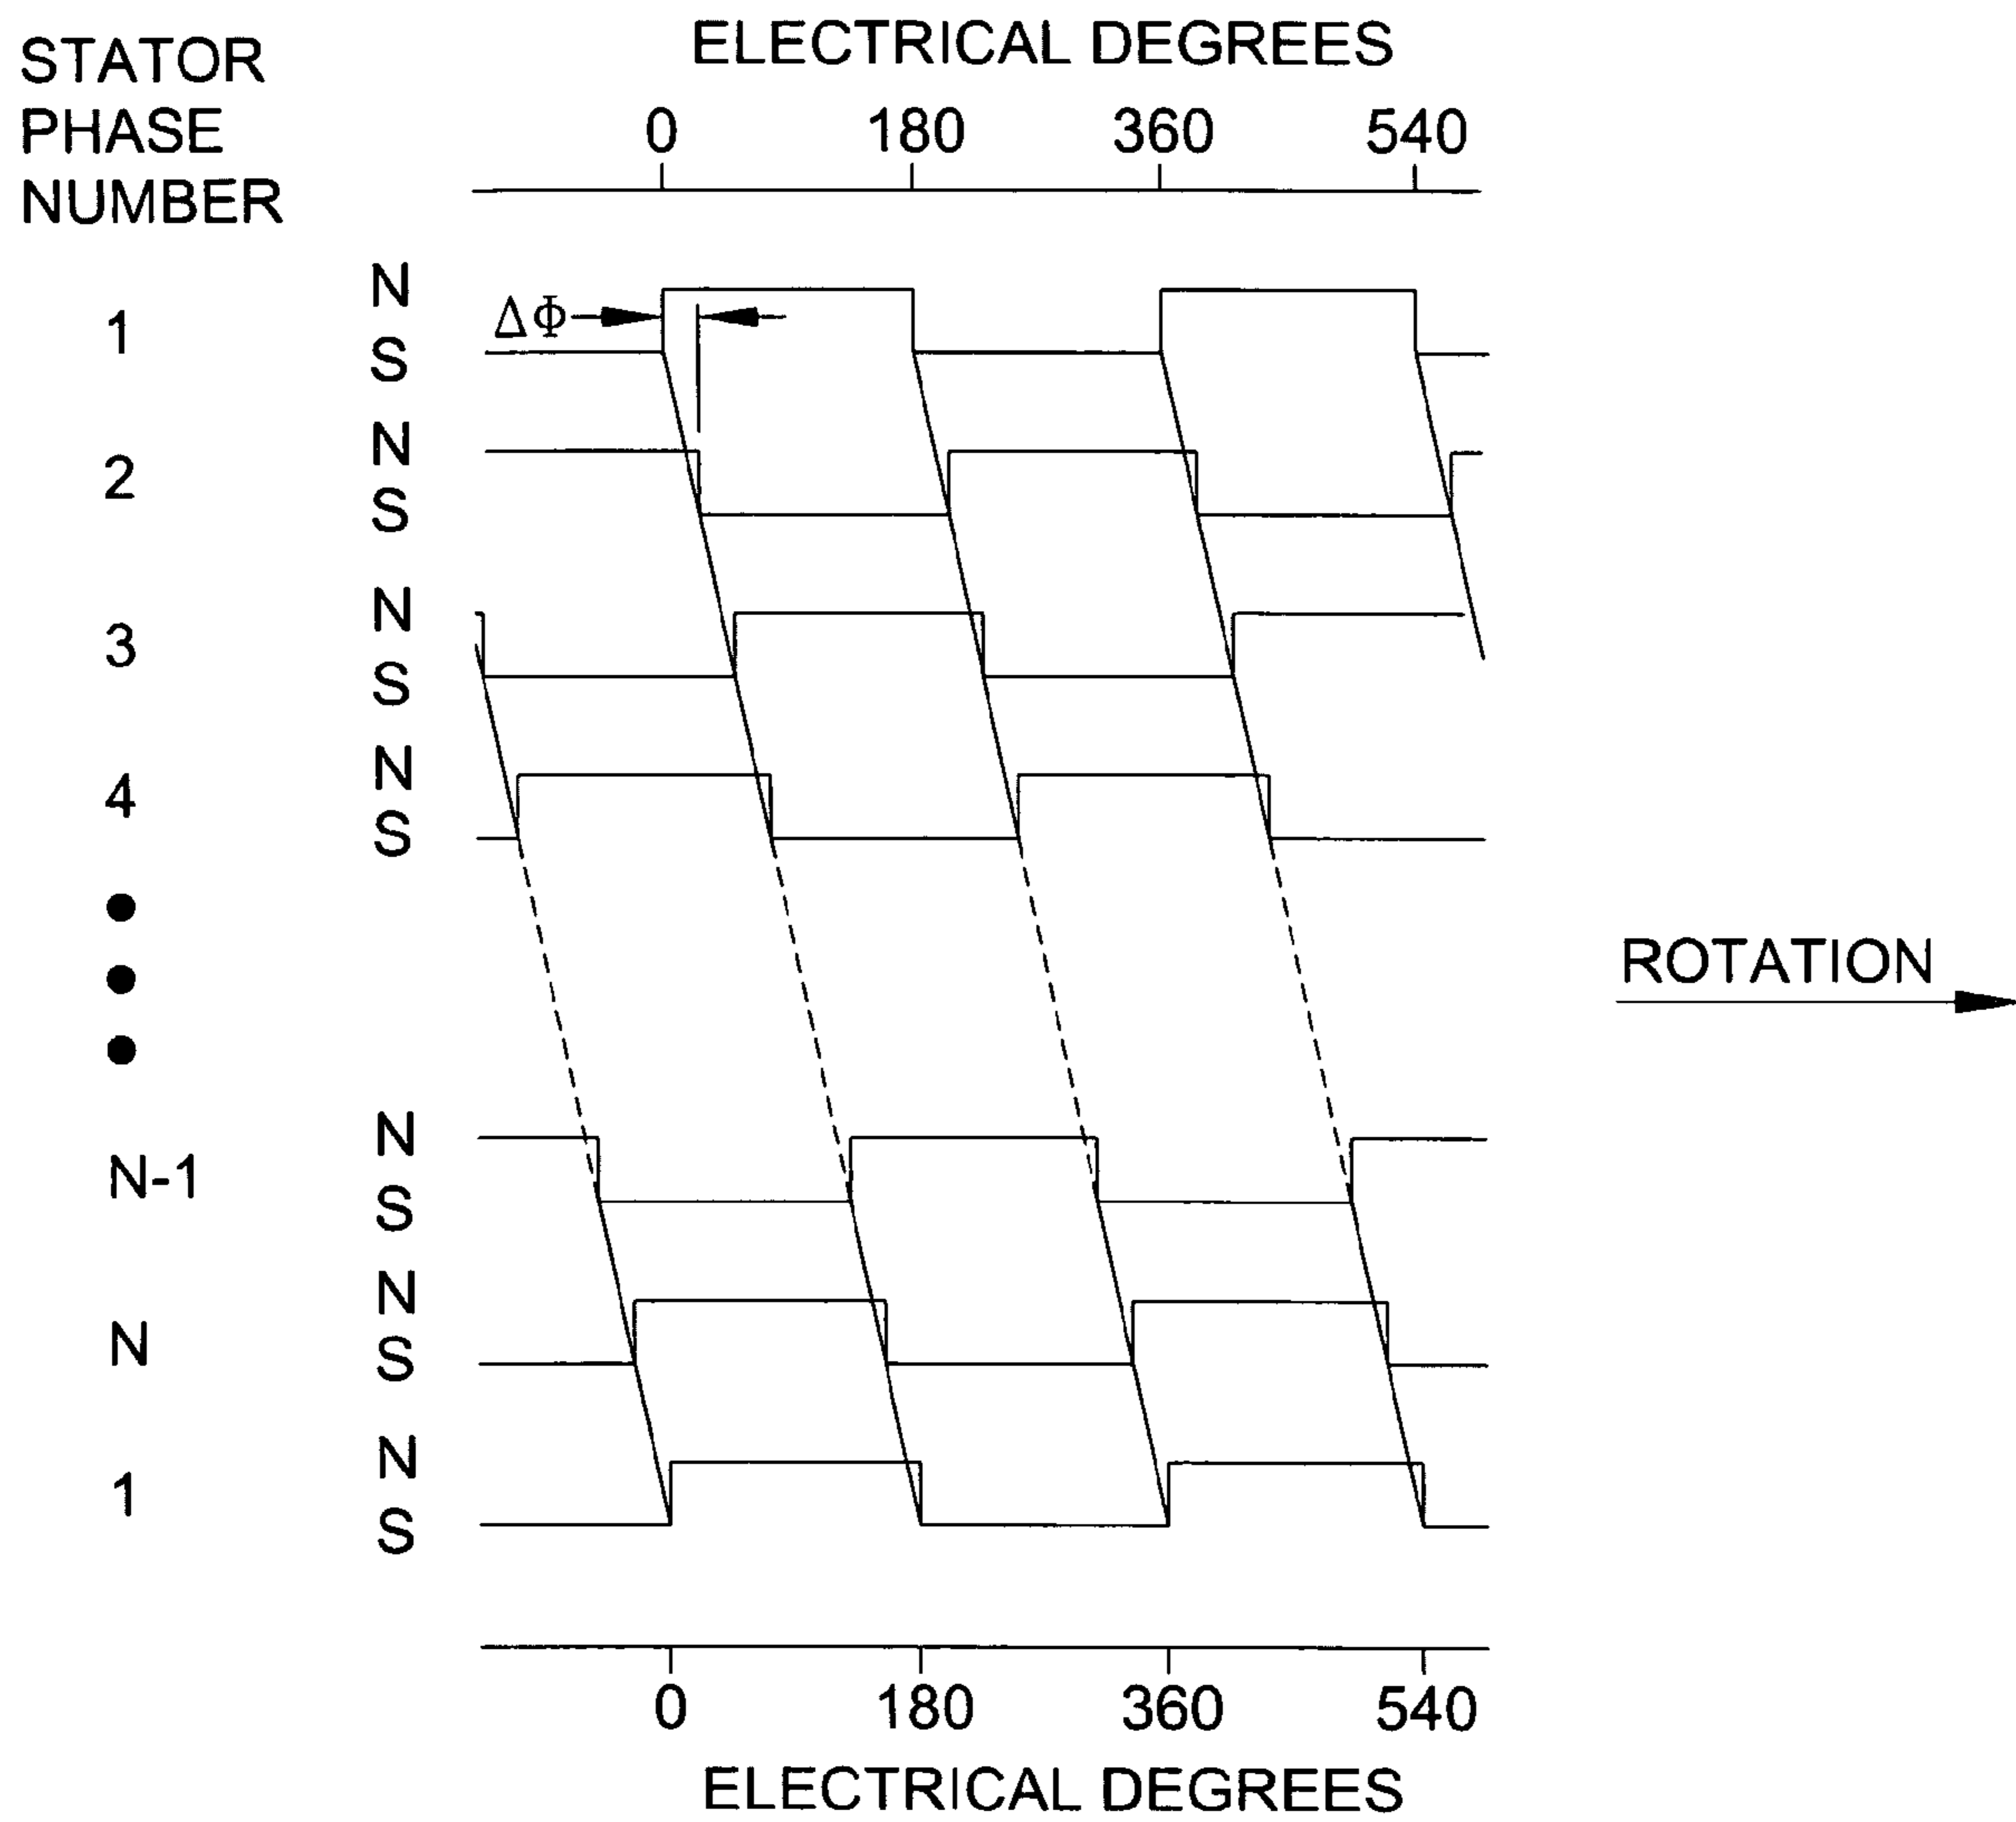 STATOR
PHASE
NUMBER
ELECTRICAL DEGREES
0 180 360 540
1 N
S
ΔΦ
2 N
S
3 N
S
4 N
S
N-1 N
S
N N
S
1 N
S
ROTATION
0 180 360 540
ELECTRICAL DEGREES